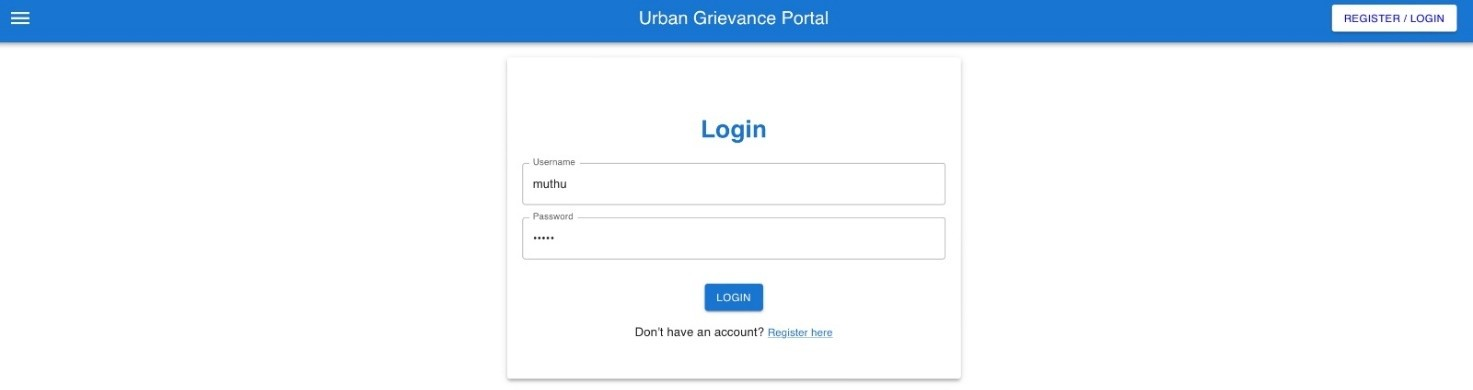 Urban Grievance Portal
REGISTER / LOGIN
Login
Username
muthu
Password
•••••
LOGIN
Don't have an account? Register here